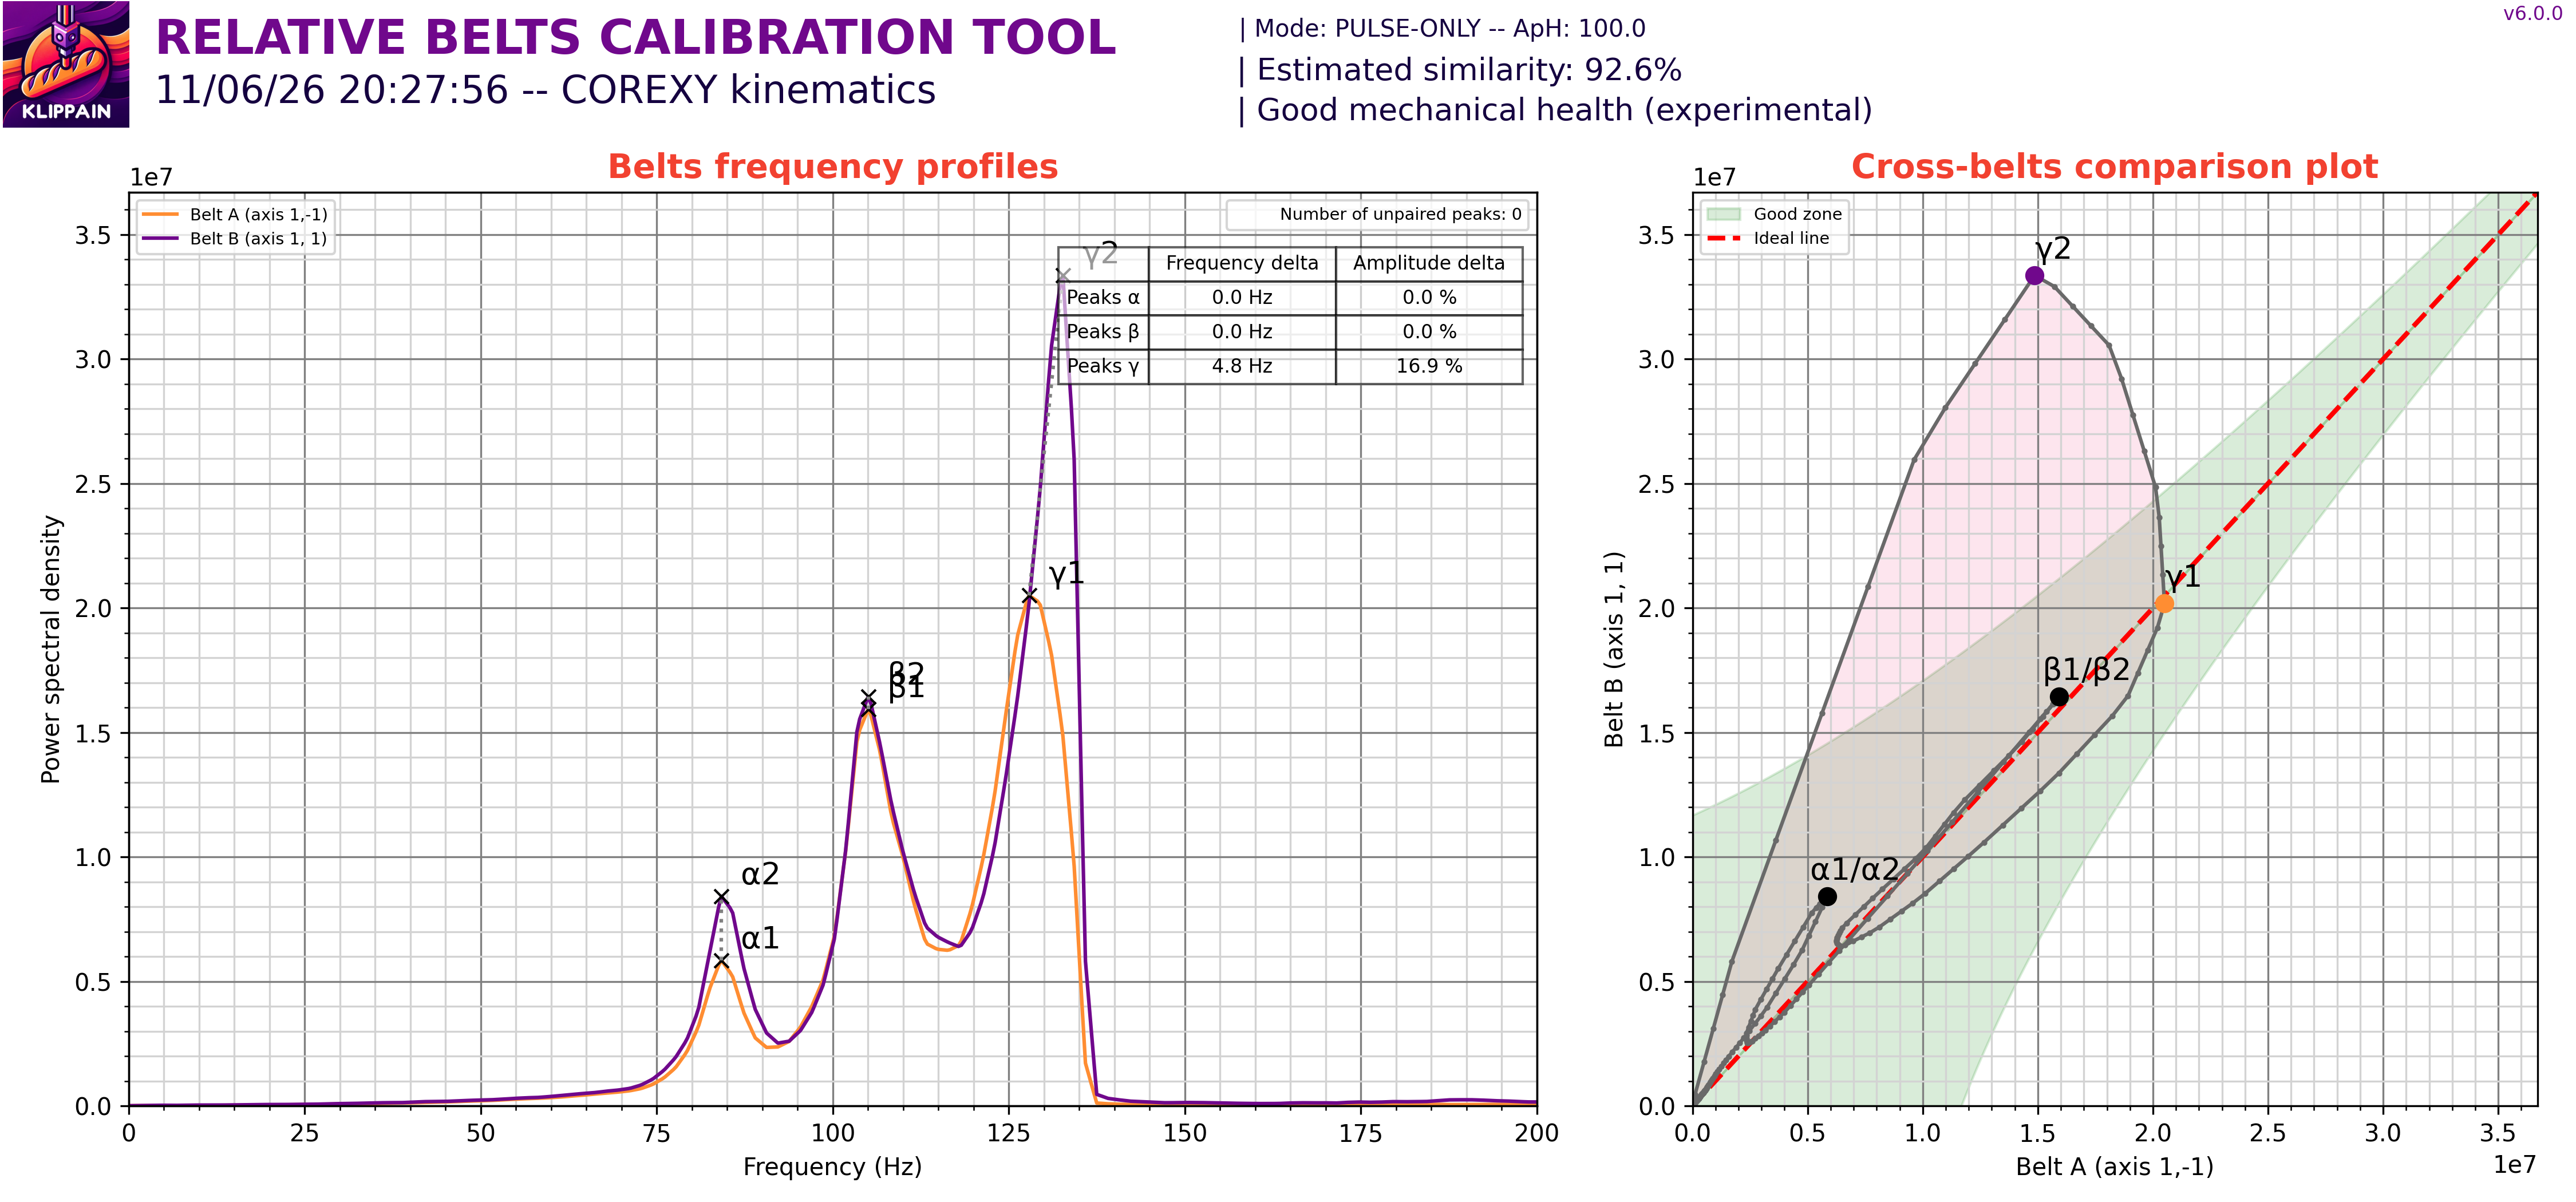 v6.0.0
KLIPPAIN
RELATIVE BELTS CALIBRATION TOOL
11/06/26 20:27:56 -- COREXY kinematics
| Mode: PULSE-ONLY -- ApH: 100.0
| Estimated similarity: 92.6%
| Good mechanical health (experimental)
Belts frequency profiles
1e7
Belt A (axis 1,-1)
Belt B (axis 1, 1)
Number of unpaired peaks: 0
Frequency delta Amplitude delta
Peaks α 0.0 Hz 0.0 %
Peaks β 0.0 Hz 0.0 %
Peaks γ 4.8 Hz 16.9 %
γ2
γ1
β2
β1
α2
α1
3.5
3.0
2.5
2.0
1.5
1.0
0.5
0.0
Power spectral density
0 25 50 75 100 125 150 175 200
Frequency (Hz)
Cross-belts comparison plot
1e7
Good zone
Ideal line
γ2
γ1
β1/β2
α1/α2
3.5
3.0
2.5
2.0
1.5
1.0
0.5
0.0
Belt B (axis 1, 1)
0.0 0.5 1.0 1.5 2.0 2.5 3.0 3.5
1e7
Belt A (axis 1,-1)